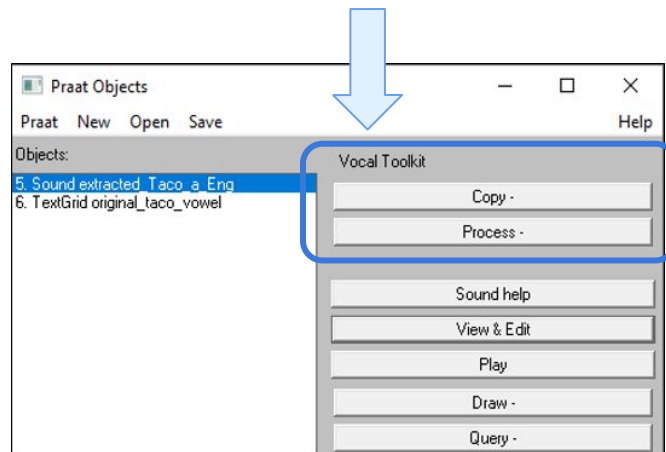 Praat Objects
Praat New Open Save Help
Objects:
5. Sound extracted_Taco_a_Eng
6. TextGrid original_taco_vowel
Vocal Toolkit
Copy -
Process -
Sound help
View & Edit
Play
Draw -
Query -